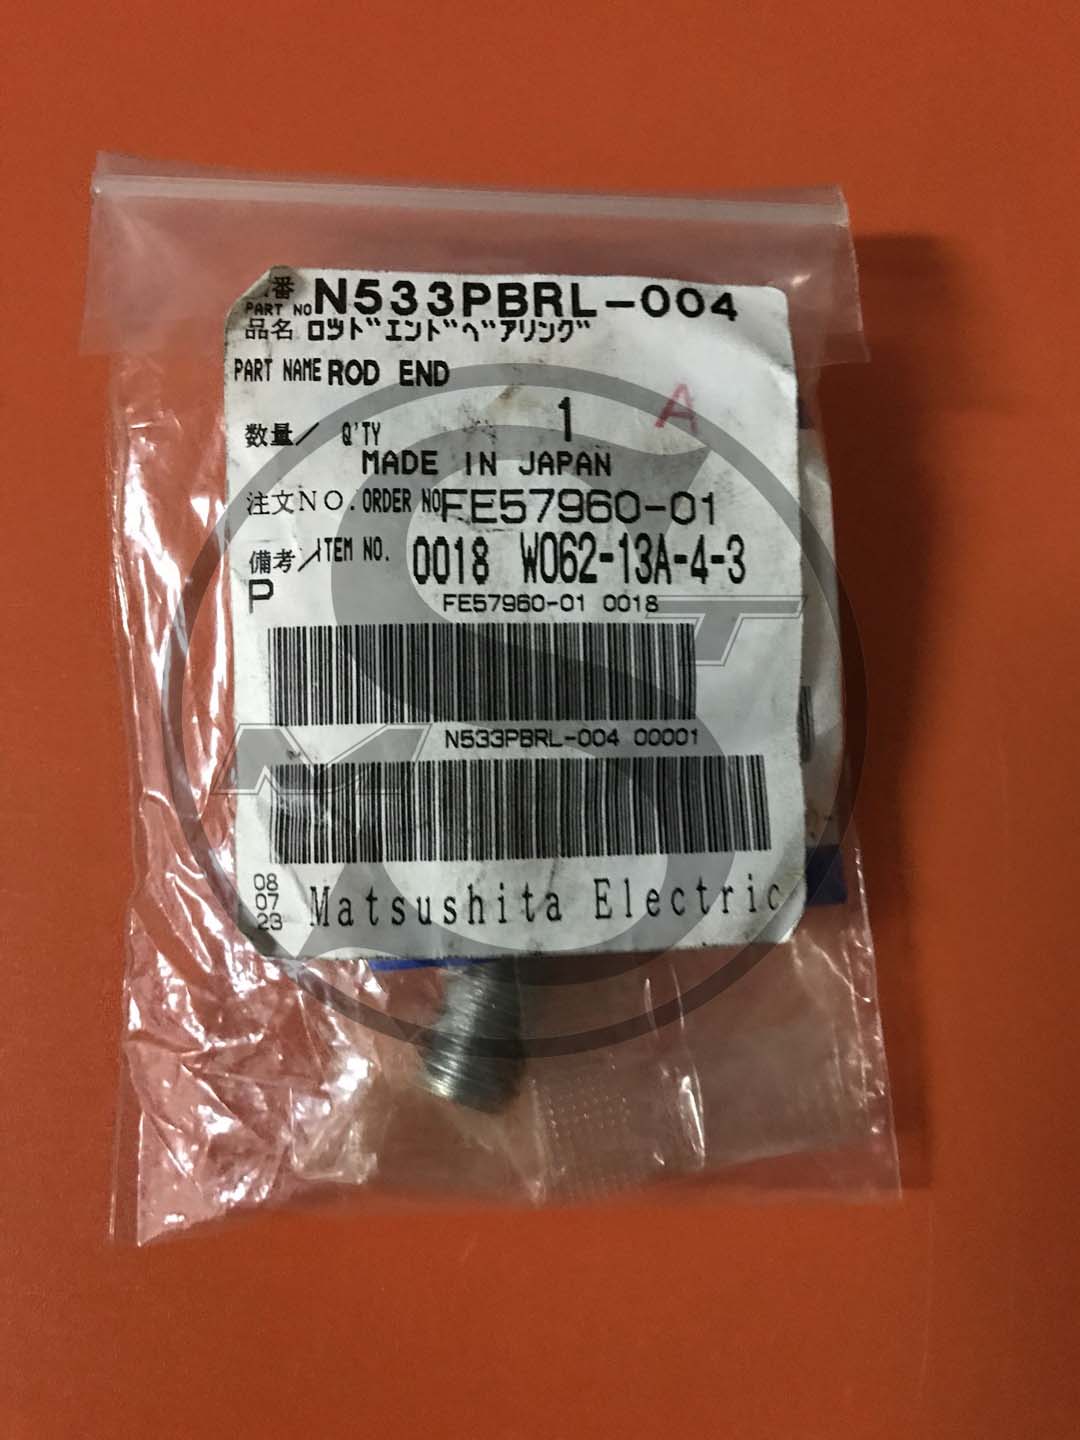 番
PART NO N533PBRL-004
品名 ロッドエンドベアリング
PART NAME ROD END
数量/ Q'TY 1 A
MADE IN JAPAN
注文NO. ORDER NO FE57960-01
備考/ITEM NO. 0018 W062-13A-4-3
P
FE57960-01 0018
N533PBRL-004 00001
08
07
23
Matsushita Electric
S
M
T